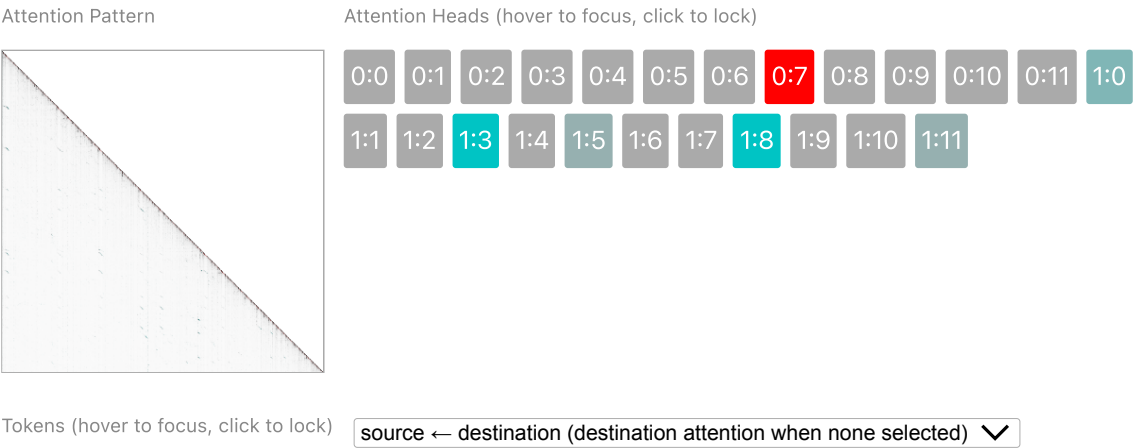 Attention Pattern
Attention Heads (hover to focus, click to lock)
0:0 0:1 0:2 0:3 0:4 0:5 0:6 0:7 0:8 0:9 0:10 0:11 1:0
1:1 1:2 1:3 1:4 1:5 1:6 1:7 1:8 1:9 1:10 1:11
Tokens (hover to focus, click to lock)
source ← destination (destination attention when none selected)